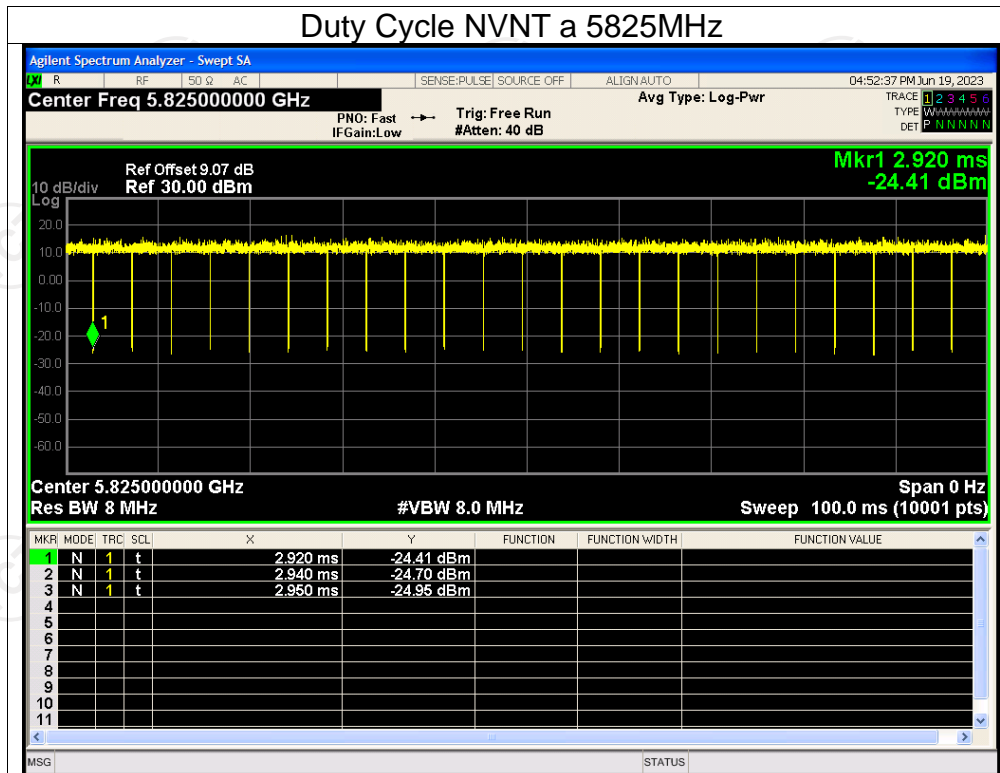 Duty Cycle NVNT a 5825MHz
Agilent Spectrum Analyzer - Swept SA
LXI R RF 50 Ω AC SENSE:PULSE SOURCE OFF ALIGN AUTO 04:52:37 PM Jun 19, 2023
Center Freq 5.825000000 GHz Avg Type: Log-Pwr TRACE 1 2 3 4 5 6
PNO: Fast Trig: Free Run TYPE WWWWWW
IFGain:Low #Atten: 40 dB DET P N N N N N
Mkr1 2.920 ms
Ref Offset 9.07 dB
10 dB/div Ref 30.00 dBm -24.41 dBm
Log
20.0
10.0
0.00
-10.0
1
-20.0
-30.0
-40.0
-50.0
-60.0
Center 5.825000000 GHz Span 0 Hz
Res BW 8 MHz #VBW 8.0 MHz Sweep 100.0 ms (10001 pts)
MKR MODE TRC SCL X Y FUNCTION FUNCTION WIDTH FUNCTION VALUE
1 N 1 t 2.920 ms -24.41 dBm
2 N 1 t 2.940 ms -24.70 dBm
3 N 1 t 2.950 ms -24.95 dBm
4
5
6
7
8
9
10
11
MSG STATUS